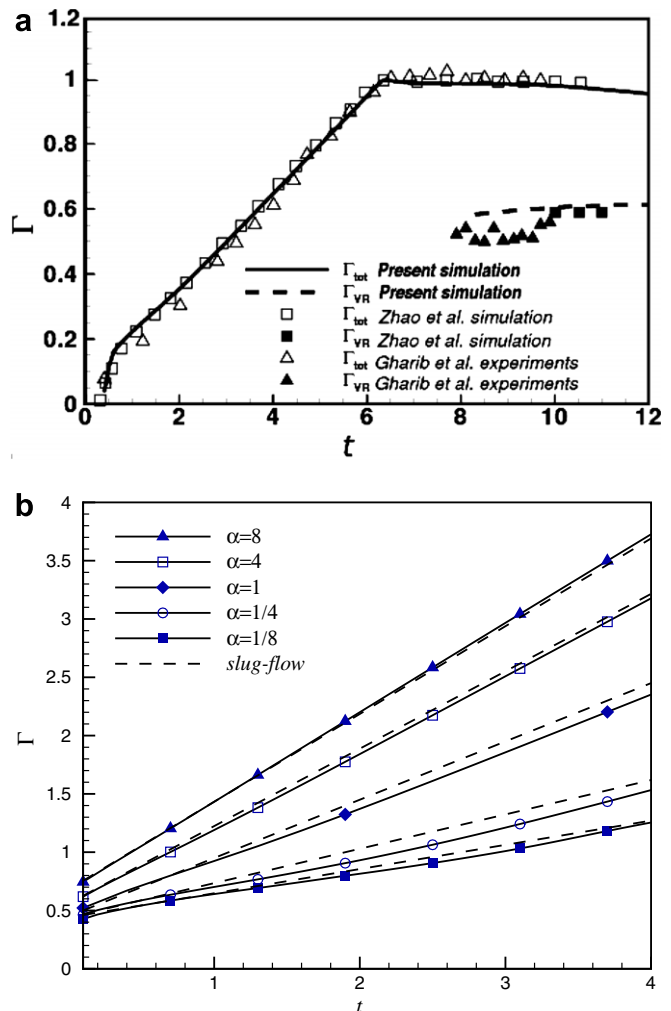 a
1.2
1
0.8
0.6
0.4
0.2
0
Γ
Γtot Present simulation
ΓVR Present simulation
Γtot Zhao et al. simulation
ΓVR Zhao et al. simulation
Γtot Gharib et al. experiments
ΓVR Gharib et al. experiments
0 2 4 6 8 10 12
t
b
4
3.5
3
2.5
2
1.5
1
0.5
0
Γ
α=8
α=4
α=1
α=1/4
α=1/8
slug-flow
1 2 3 4
t